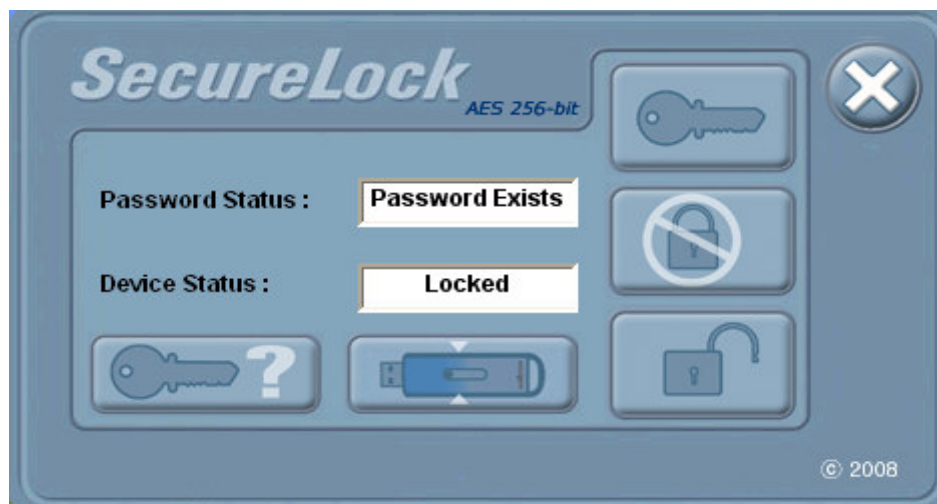 SecureLock
AES 256-bit
Password Status : Password Exists
Device Status : Locked
?
© 2008